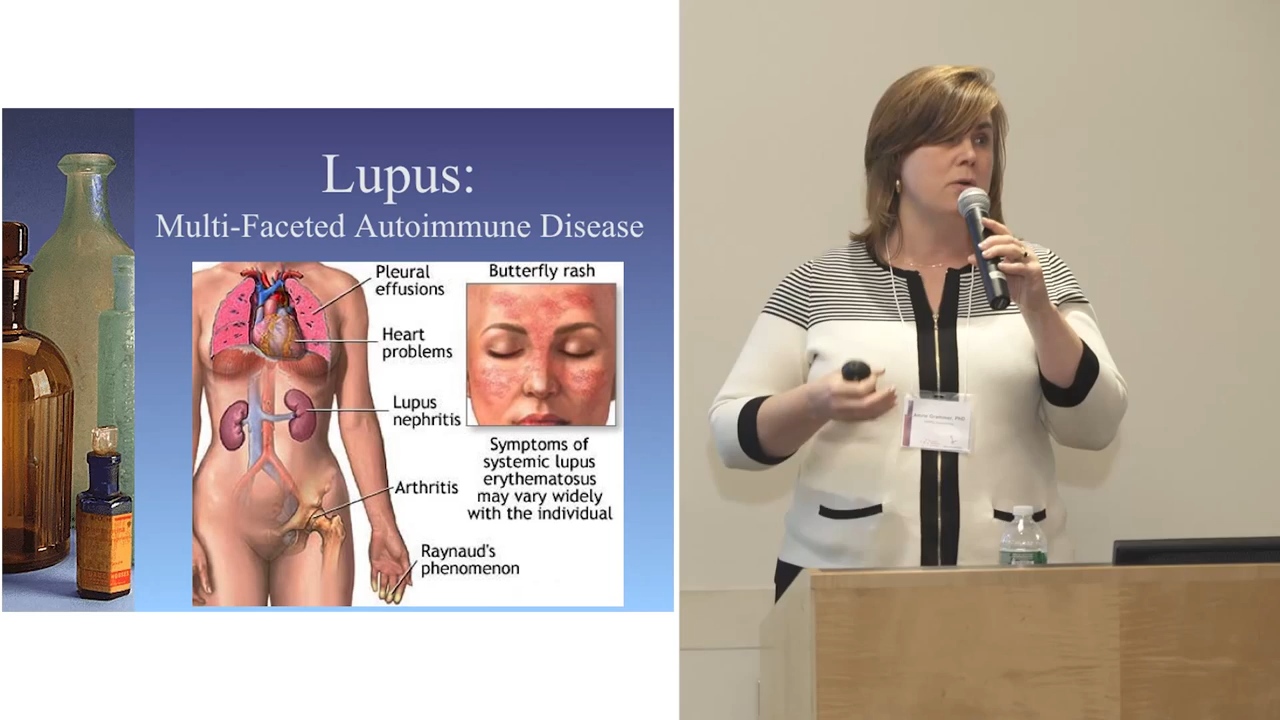 Lupus:
Multi-Faceted Autoimmune Disease
Pleural
effusions
Butterfly rash
Heart
problems
Lupus
nephritis
Symptoms of
systemic lupus
erythematosus
may vary widely
with the individual
Arthritis
Raynaud's
phenomenon